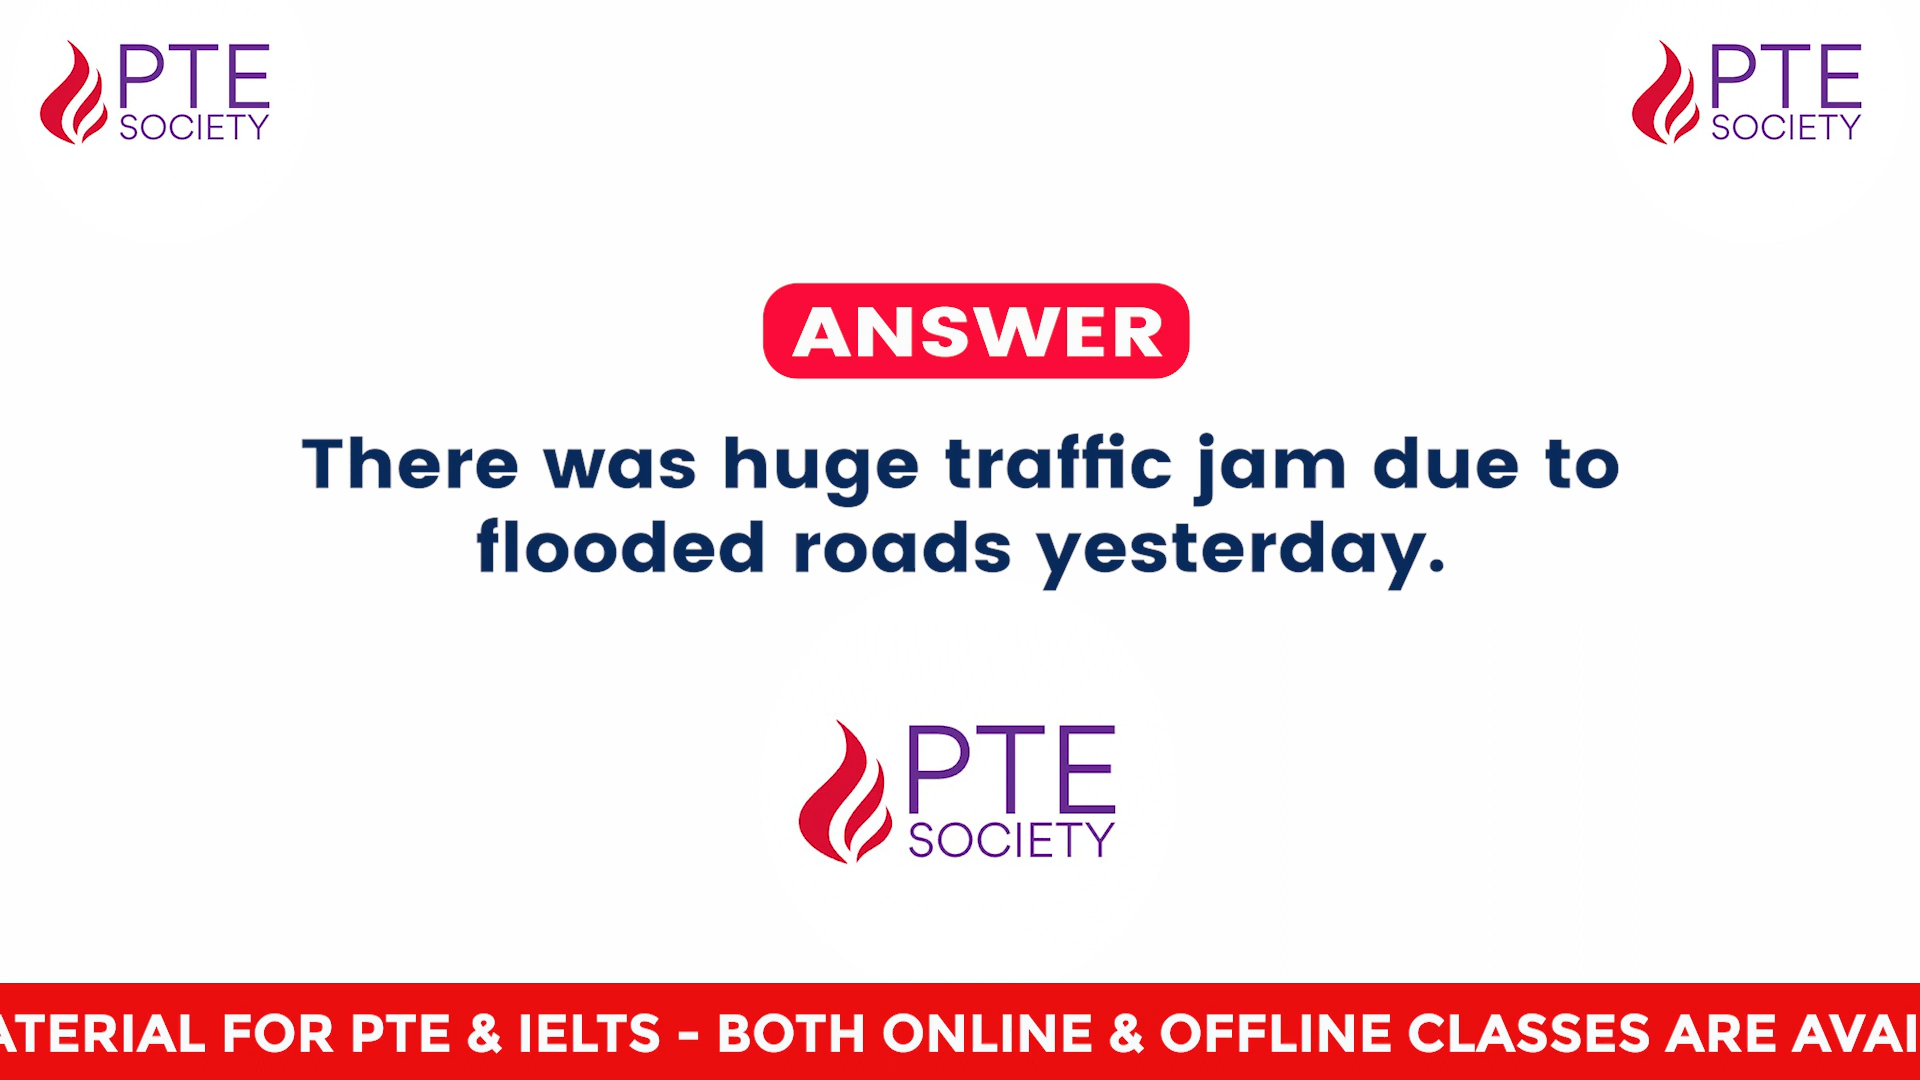 PTE
SOCIETY
PTE
SOCIETY
ANSWER
There was huge traffic jam due to
flooded roads yesterday.
PTE
SOCIETY
ATERIAL FOR PTE & IELTS - BOTH ONLINE & OFFLINE CLASSES ARE AVAI